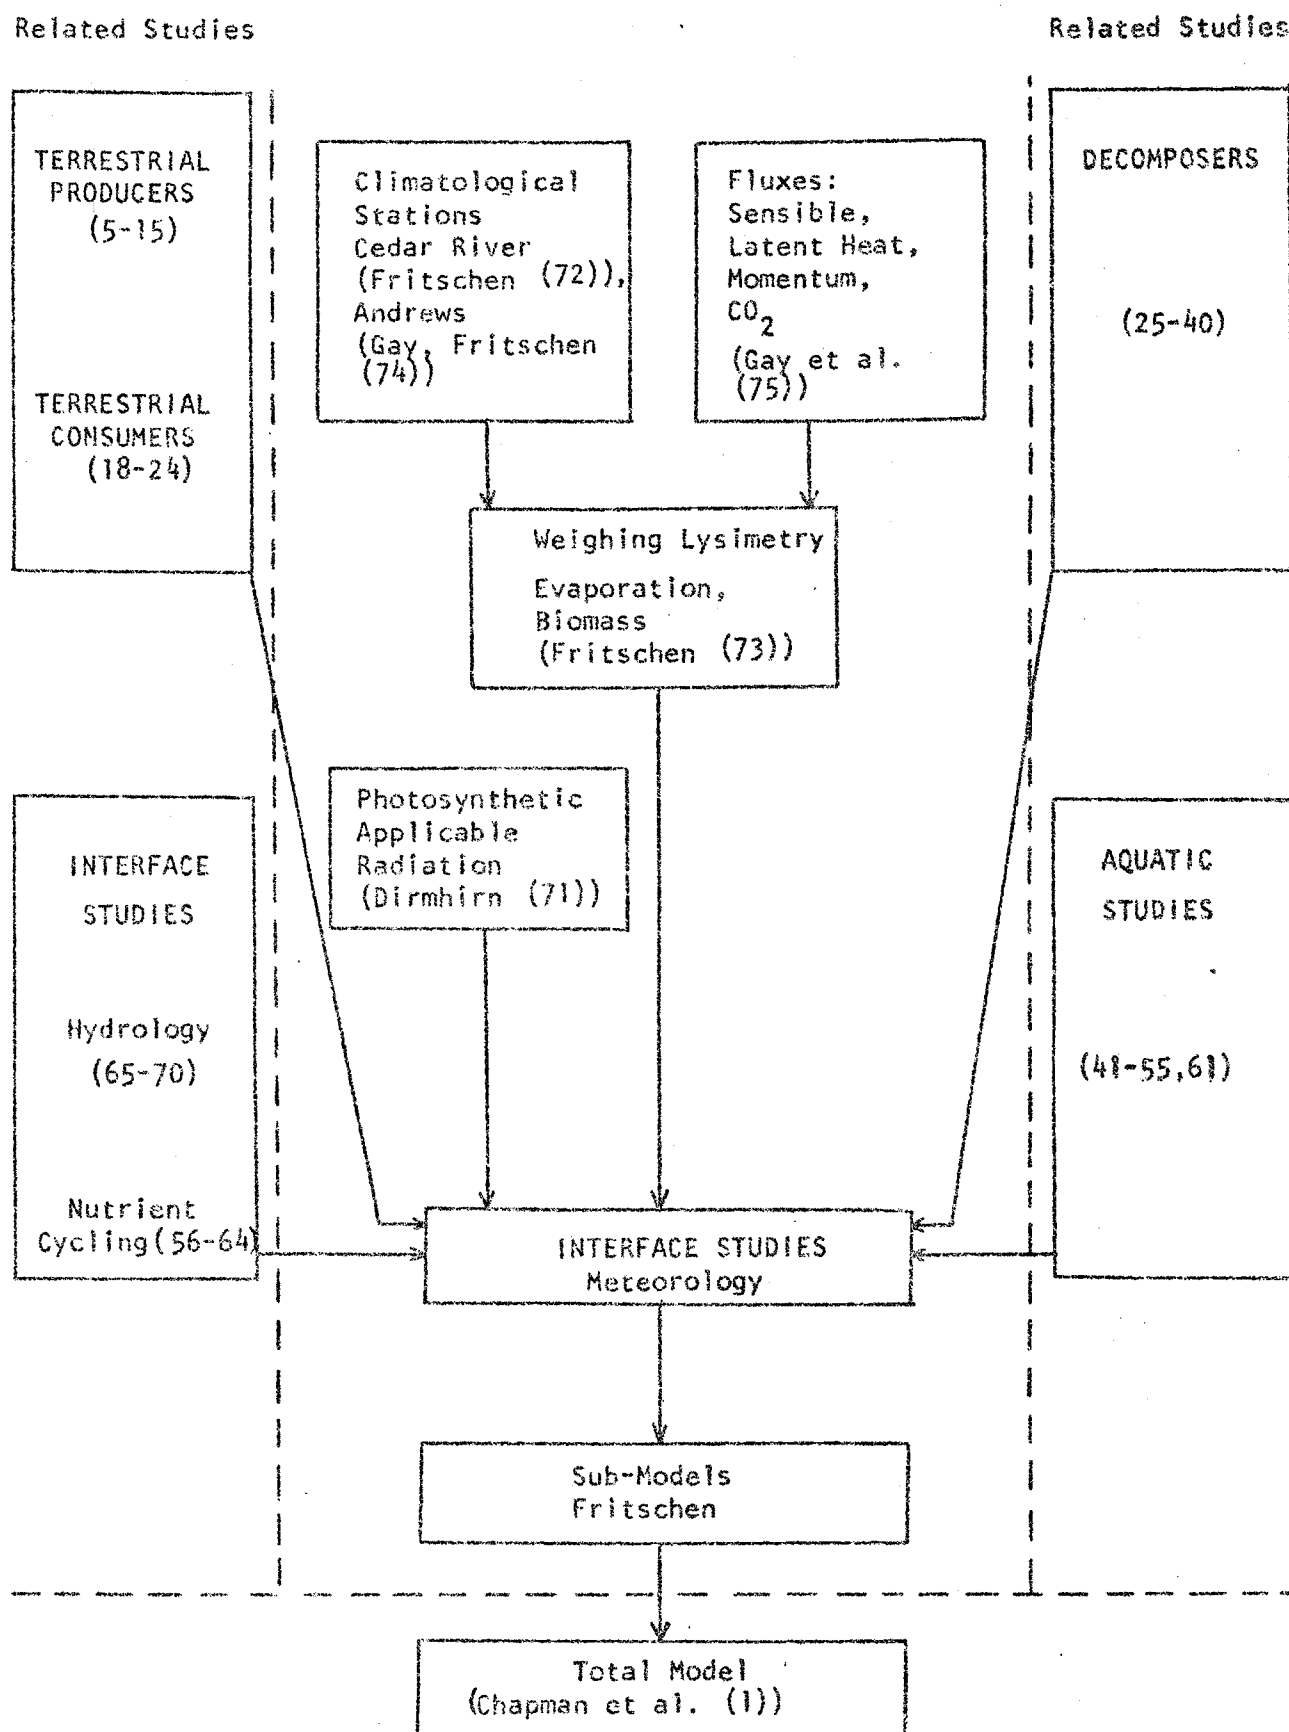 Related Studies
Related Studies
TERRESTRIAL
PRODUCERS
(5-15)
TERRESTRIAL
CONSUMERS
(18-24)
Climatological
Stations
Cedar River
(Fritschen (72)),
Andrews
(Gay, Fritschen
(74))
Fluxes:
Sensible,
Latent Heat,
Momentum,
CO2
(Gay et al.
(75))
DECOMPOSERS
(25-40)
Weighing Lysimetry
Evaporation,
Biomass
(Fritschen (73))
INTERFACE
STUDIES
Hydrology
(65-70)
Nutrient
Cycling(56-64)
Photosynthetic
Applicable
Radiation
(Dirmhirn (71))
AQUATIC
STUDIES
(41-55,61)
INTERFACE STUDIES
Meteorology
Sub-Models
Fritschen
Total Model
(Chapman et al. (1))